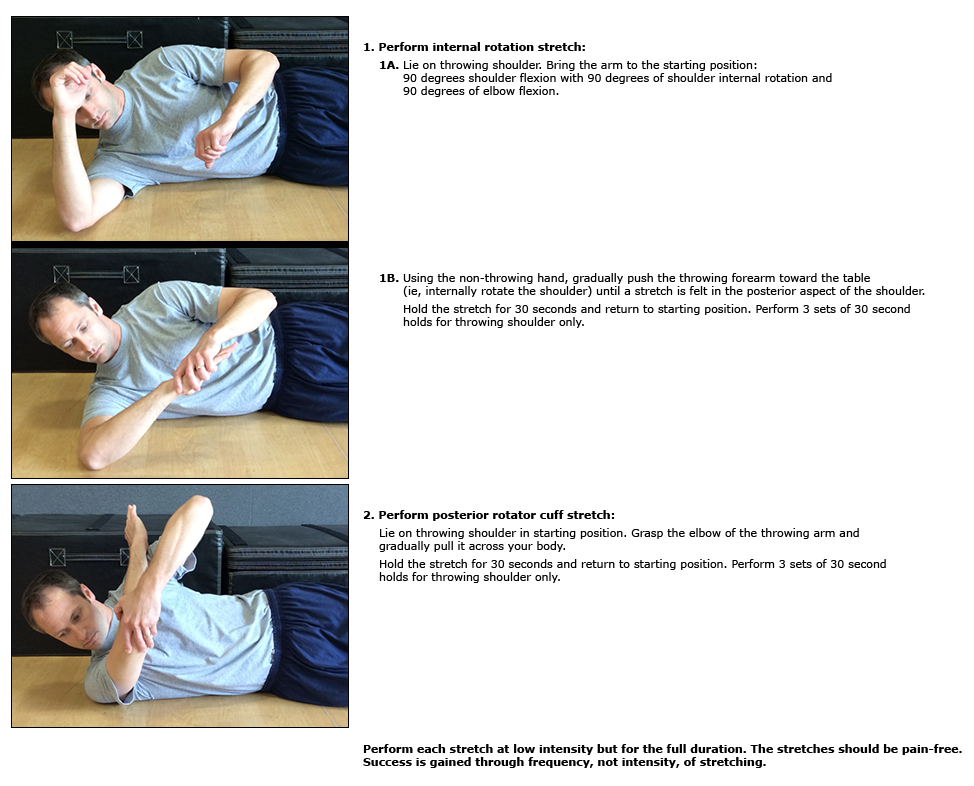 1. Perform internal rotation stretch:
1A. Lie on throwing shoulder. Bring the arm to the starting position:
90 degrees shoulder flexion with 90 degrees of shoulder internal rotation and
90 degrees of elbow flexion.
1B. Using the non-throwing hand, gradually push the throwing forearm toward the table
(ie, internally rotate the shoulder) until a stretch is felt in the posterior aspect of the shoulder.
Hold the stretch for 30 seconds and return to starting position. Perform 3 sets of 30 second
holds for throwing shoulder only.
2. Perform posterior rotator cuff stretch:
Lie on throwing shoulder in starting position. Grasp the elbow of the throwing arm and
gradually pull it across your body.
Hold the stretch for 30 seconds and return to starting position. Perform 3 sets of 30 second
holds for throwing shoulder only.
Perform each stretch at low intensity but for the full duration. The stretches should be pain-free.
Success is gained through frequency, not intensity, of stretching.